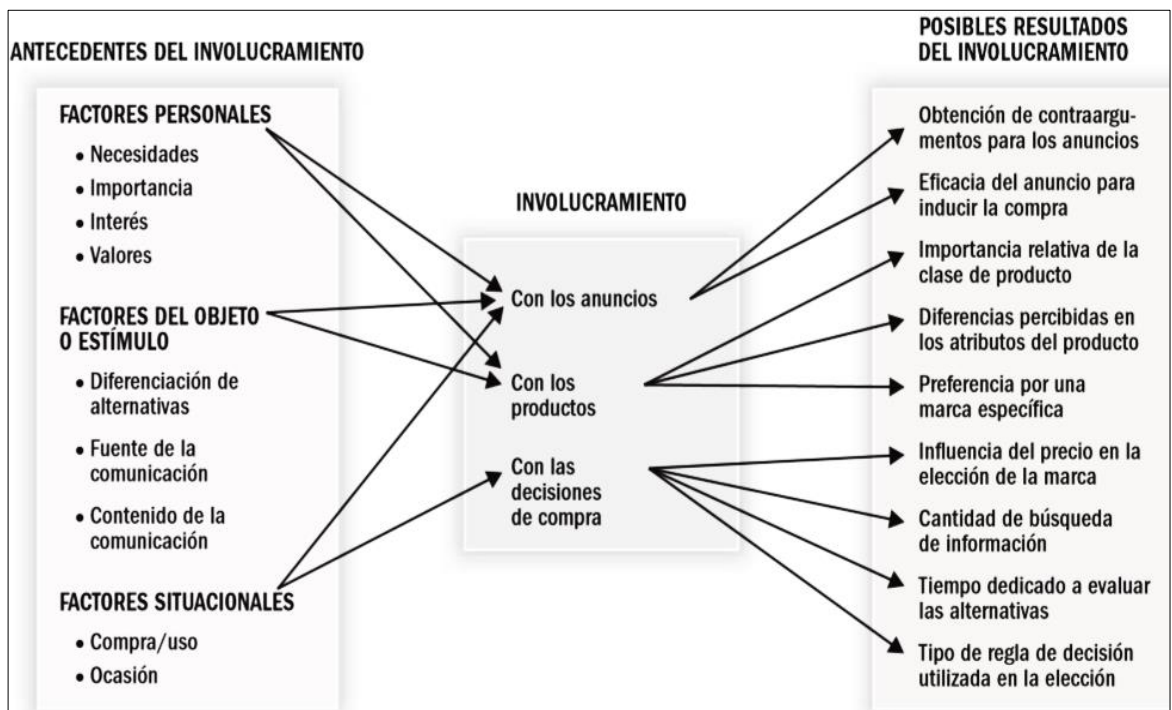 ANTECEDENTES DEL INVOLUCRAMIENTO
FACTORES PERSONALES
• Necesidades
• Importancia
• Interés
• Valores
FACTORES DEL OBJETO
O ESTÍMULO
• Diferenciación de
alternativas
• Fuente de la
comunicación
• Contenido de la
comunicación
FACTORES SITUACIONALES
• Compra/uso
• Ocasión
INVOLUCRAMIENTO
Con los anuncios
Con los
productos
Con las
decisiones
de compra
POSIBLES RESULTADOS
DEL INVOLUCRAMIENTO
Obtención de contraargu-
mentos para los anuncios
Eficacia del anuncio para
inducir la compra
Importancia relativa de la
clase de producto
Diferencias percibidas en
los atributos del producto
Preferencia por una
marca específica
Influencia del precio en la
elección de la marca
Cantidad de búsqueda
de información
Tiempo dedicado a evaluar
las alternativas
Tipo de regla de decisión
utilizada en la elección